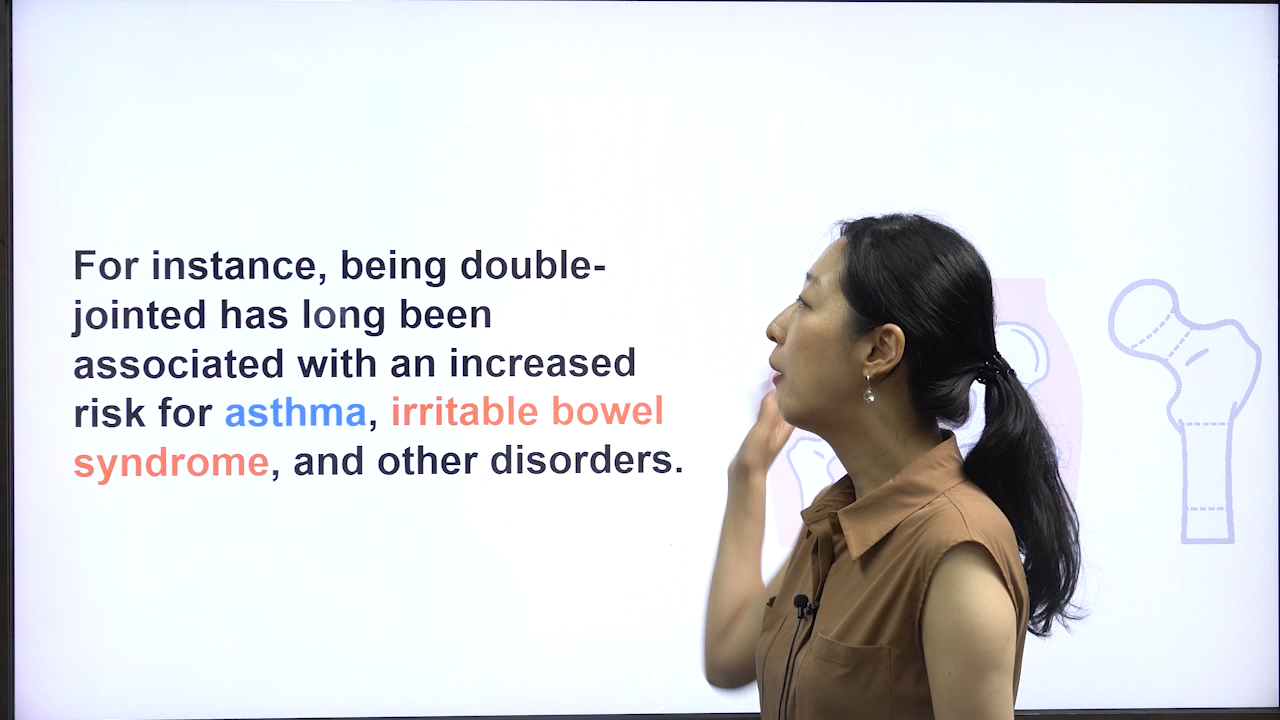 For instance, being double-
jointed has long been
associated with an increased
risk for asthma, irritable bowel
syndrome, and other disorders.